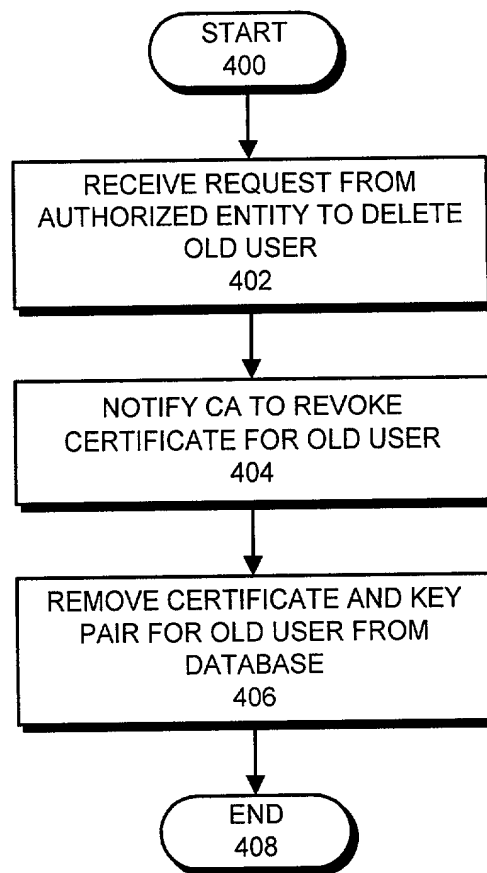 START
400
RECEIVE REQUEST FROM
AUTHORIZED ENTITY TO DELETE
OLD USER
402
NOTIFY CA TO REVOKE
CERTIFICATE FOR OLD USER
404
REMOVE CERTIFICATE AND KEY
PAIR FOR OLD USER FROM
DATABASE
406
END
408